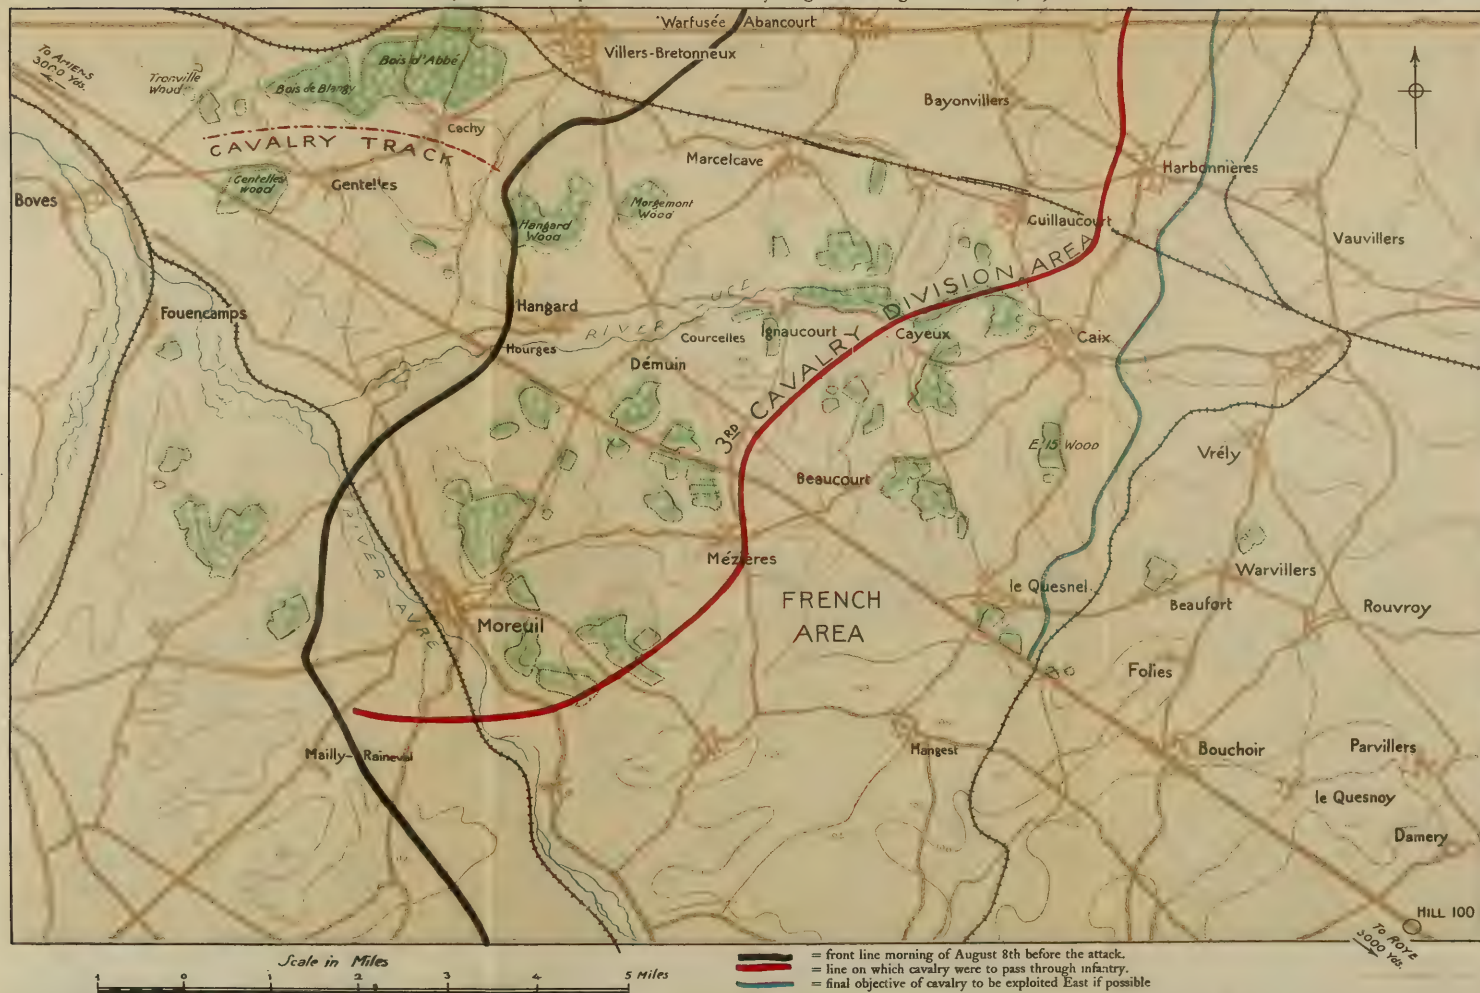 Warfusée Abancourt
Villers-Bretonneux
To AMIENS
3000 Yds.
Tronville
Wood
Bois de Blangy
Bois d'Abbé
Cachy
CAVALRY TRACK
Gentelles
Wood
Gentelles
Boves
Bayonvillers
Marcelcave
Harbonnières
Hangard
Wood
Morgemont
Wood
Guillaucourt
Vauvillers
Fouencamps
Hangard
RIVER LUCE
Hourges
Courcelles
Ignaucourt
Cayeux
Caix
Démuin
3RD CAVALRY DIVISION AREA
E 15 WOOD
Vrély
Beaucourt
RIVER AVRE
Mézières
FRENCH
AREA
le Quesnel
Beaufort
Warvillers
Rouvroy
Moreuil
Folies
Mailly-Raineval
Hangest
Bouchoir
Parvillers
le Quesnoy
Damery
HILL 100
To ROYE
3000 Yds.
Scale in Miles
1 0 2 3 4 5 Miles
= front line morning of August 8th before the attack.
= line on which cavalry were to pass through infantry.
= final objective of cavalry to be exploited East if possible